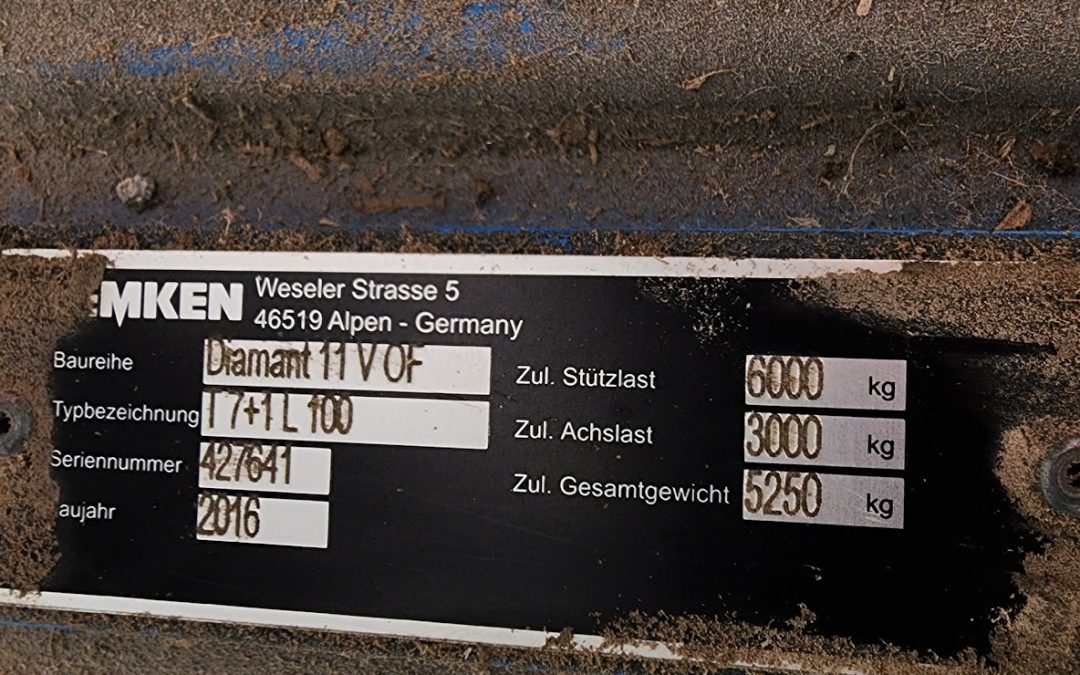 EMKEN
Weseler Strasse 5
46519 Alpen - Germany
Baureihe Diamant 11 V OF
Typbezeichnung T 7+1 L 100
Seriennummer 427641
aujahr 2016
Zul. Stützlast 6000 kg
Zul. Achslast 3000 kg
Zul. Gesamtgewicht 5250 kg